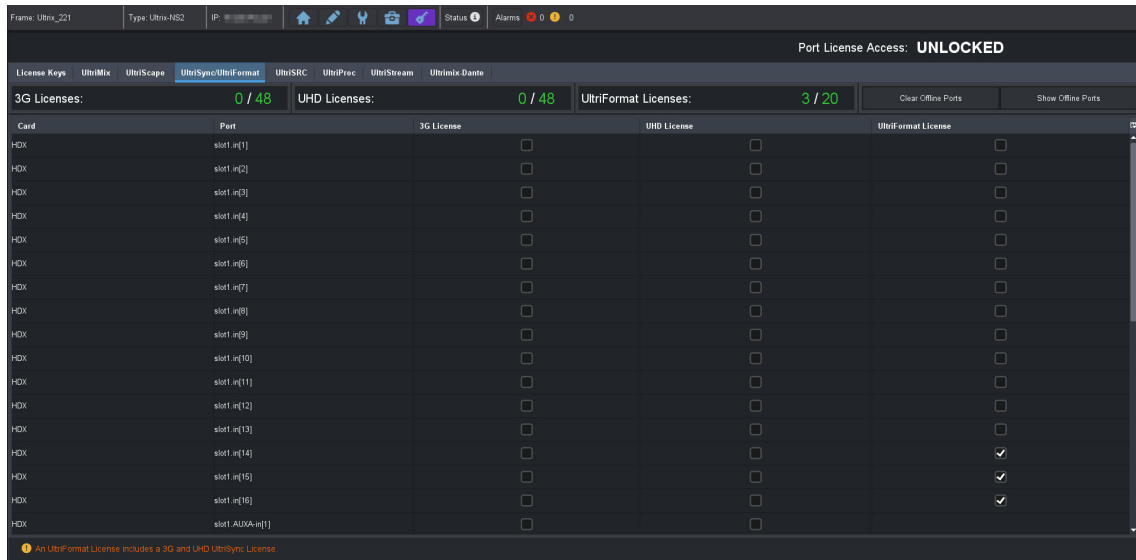 Frame: Ultrix_221 Type: Ultrix-NS2 IP: Status Alarms 0 0
Port License Access: UNLOCKED
License Keys UltriMix UltriScape UltriSync/UltriFormat UltriSRC UltriProc UltriStream Ultrimix-Dante
3G Licenses: 0 / 48 UHD Licenses: 0 / 48 UltriFormat Licenses: 3 / 20 Clear Offline Ports Show Offline Ports
Card Port 3G License UHD License UltriFormat License
HDX slot1.in[1]
HDX slot1.in[2]
HDX slot1.in[3]
HDX slot1.in[4]
HDX slot1.in[5]
HDX slot1.in[6]
HDX slot1.in[7]
HDX slot1.in[8]
HDX slot1.in[9]
HDX slot1.in[10]
HDX slot1.in[11]
HDX slot1.in[12]
HDX slot1.in[13]
HDX slot1.in[14]
HDX slot1.in[15]
HDX slot1.in[16]
HDX slot1.AUXA-in[1]
An UltriFormat License includes a 3G and UHD UltriSync License.